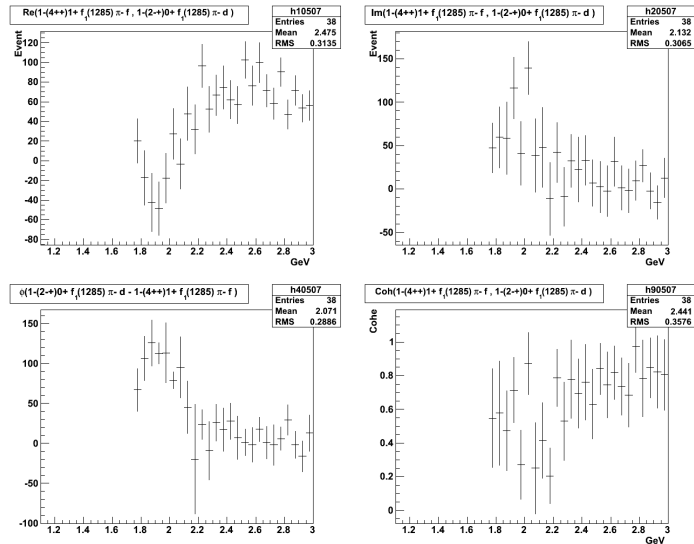 Re(1-(4++)1+ f1(1285) π- f , 1-(2-+)0+ f1(1285) π- d )
h10507
Entries 38
Mean 2.475
RMS 0.3135
Event
120
100
80
60
40
20
0
-20
-40
-60
-80
1.2 1.4 1.6 1.8 2 2.2 2.4 2.6 2.8 3
GeV
Im(1-(4++)1+ f1(1285) π- f , 1-(2-+)0+ f1(1285) π- d )
h20507
Entries 38
Mean 2.132
RMS 0.3065
Event
150
100
50
0
-50
1.2 1.4 1.6 1.8 2 2.2 2.4 2.6 2.8 3
GeV
φ(1-(2-+)0+ f1(1285) π- d - 1-(4++)1+ f1(1285) π- f )
h40507
Entries 38
Mean 2.071
RMS 0.2886
150
100
50
0
-50
-100
1.2 1.4 1.6 1.8 2 2.2 2.4 2.6 2.8 3
Coh(1-(4++)1+ f1(1285) π- f , 1-(2-+)0+ f1(1285) π- d )
h90507
Entries 38
Mean 2.441
RMS 0.3576
Cohe
1
0.8
0.6
0.4
0.2
0
1.2 1.4 1.6 1.8 2 2.2 2.4 2.6 2.8 3
GeV